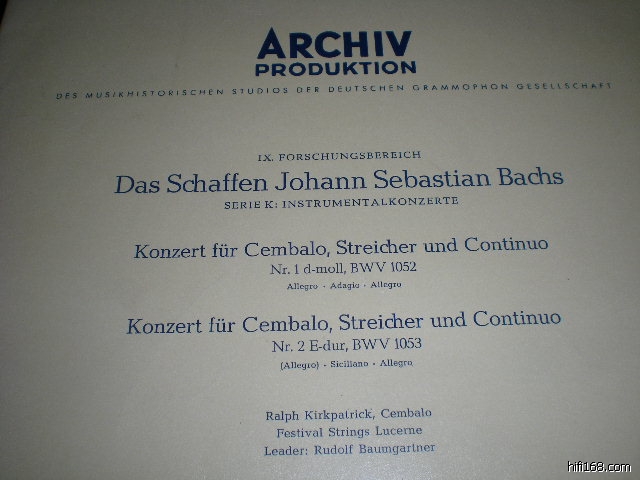 ARCHIV
PRODUKTION
DES MUSIKHISTORISCHEN STUDIOS DER DEUTSCHEN GRAMMOPHON GESELLSCHAFT
IX. FORSCHUNGSBEREICH
Das Schaffen Johann Sebastian Bachs
SERIE K: INSTRUMENTALKONZERTE
Konzert für Cembalo, Streicher und Continuo
Nr. 1 d-moll, BWV 1052
Allegro - Adagio - Allegro
Konzert für Cembalo, Streicher und Continuo
Nr. 2 E-dur, BWV 1053
(Allegro) - Siciliano - Allegro
Ralph Kirkpatrick, Cembalo
Festival Strings Lucerne
Leader: Rudolf Baumgartner
hifi168.com